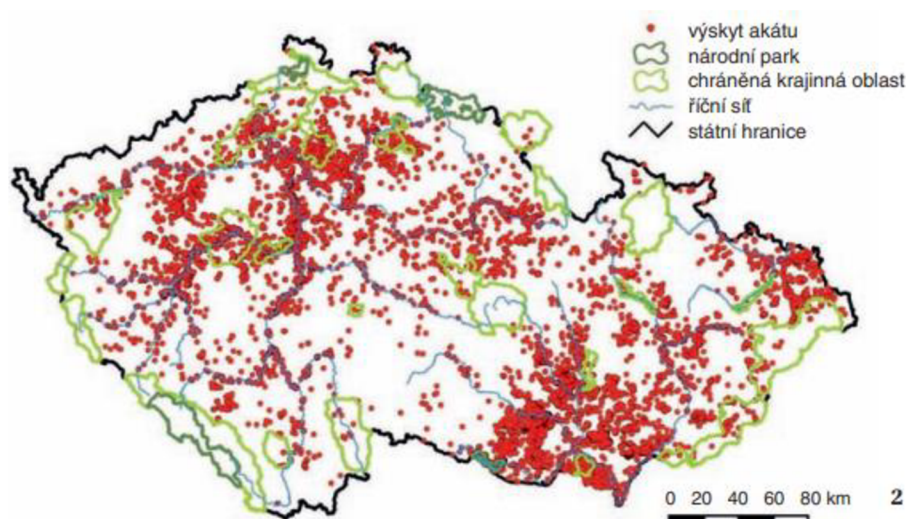 výskyt akátu
národní park
chráněná krajinná oblast
říční síť
státní hranice
0 20 40 60 80 km 2